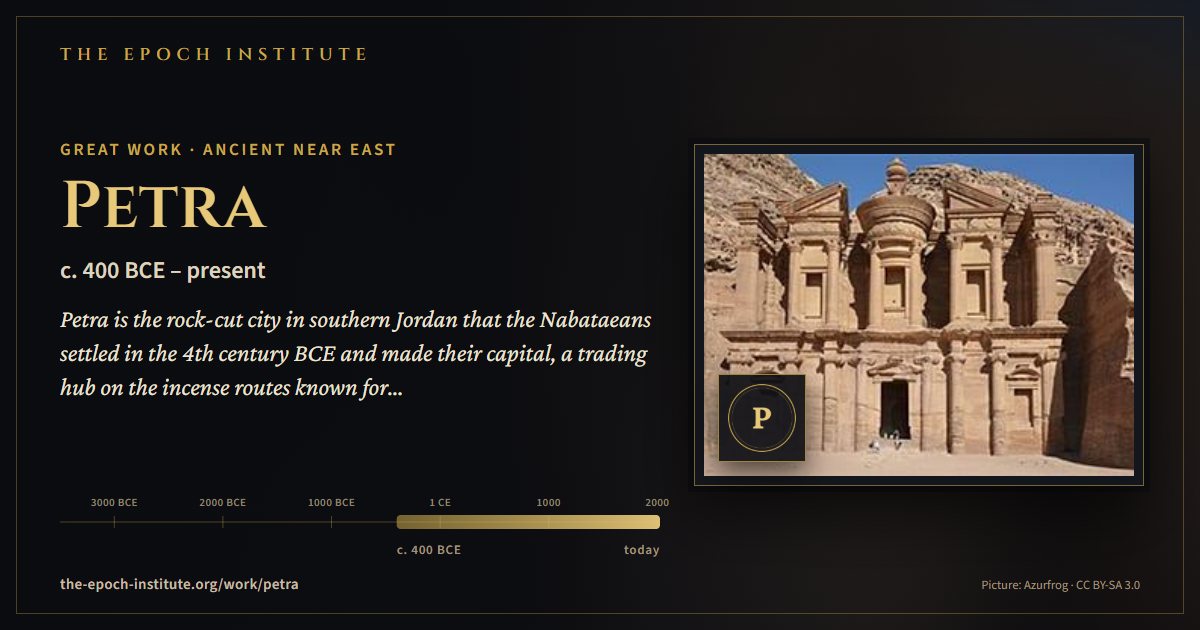 THE EPOCH INSTITUTE
GREAT WORK · ANCIENT NEAR EAST
PETRA
c. 400 BCE – present
Petra is the rock-cut city in southern Jordan that the Nabataeans
settled in the 4th century BCE and made their capital, a trading
hub on the incense routes known for...
P
3000 BCE 2000 BCE 1000 BCE 1 CE 1000 2000
c. 400 BCE today
the-epoch-institute.org/work/petra
Picture: Azurfrog · CC BY-SA 3.0